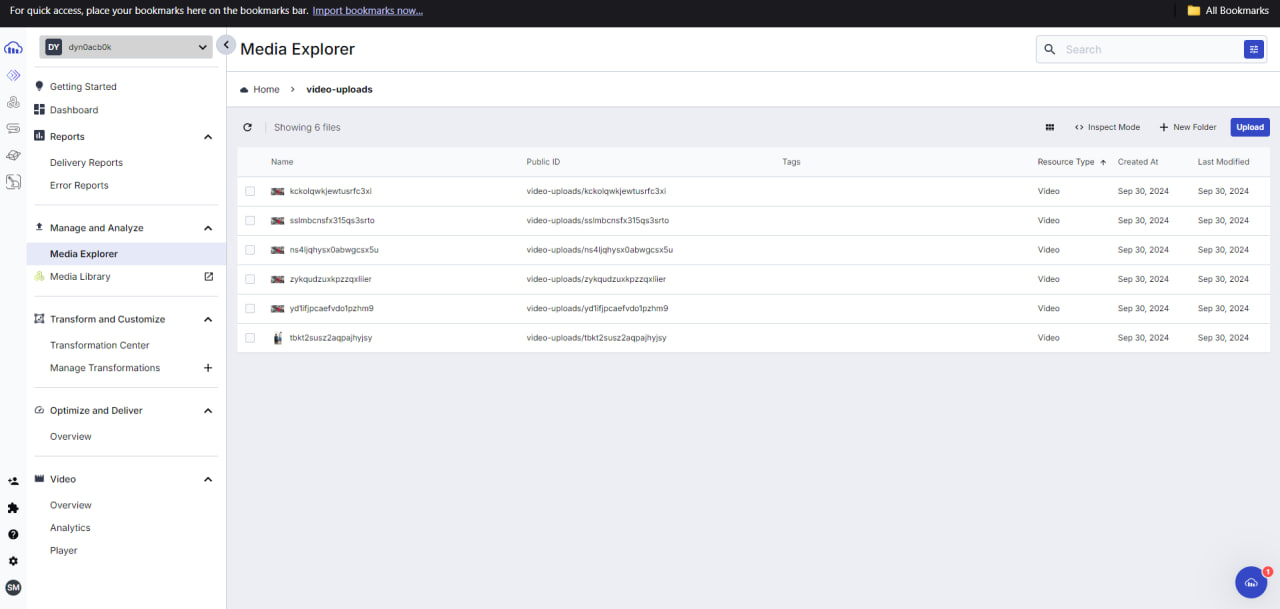 For quick access, place your bookmarks here on the bookmarks bar. Import bookmarks now...
All Bookmarks
DY dyn0acb0k
Media Explorer
Search
Getting Started
Dashboard
Reports
Delivery Reports
Error Reports
Manage and Analyze
Media Explorer
Media Library
Transform and Customize
Transformation Center
Manage Transformations
Optimize and Deliver
Overview
Video
Overview
Analytics
Player
SM
Home > video-uploads
Showing 6 files
Inspect Mode
New Folder
Upload
Name Public ID Tags Resource Type Created At Last Modified
kckolqwkjewtusrfc3xl video-uploads/kckolqwkjewtusrfc3xl Video Sep 30, 2024 Sep 30, 2024
sslmbcnsfx315qs3srto video-uploads/sslmbcnsfx315qs3srto Video Sep 30, 2024 Sep 30, 2024
ns4ljqhysx0abwgcsx5u video-uploads/ns4ljqhysx0abwgcsx5u Video Sep 30, 2024 Sep 30, 2024
zykqudzuxkpzzqxllier video-uploads/zykqudzuxkpzzqxllier Video Sep 30, 2024 Sep 30, 2024
yd1lfjpcaefvdo1pzhm9 video-uploads/yd1lfjpcaefvdo1pzhm9 Video Sep 30, 2024 Sep 30, 2024
tbkt2susz2aqpajhyjsy video-uploads/tbkt2susz2aqpajhyjsy Video Sep 30, 2024 Sep 30, 2024
1